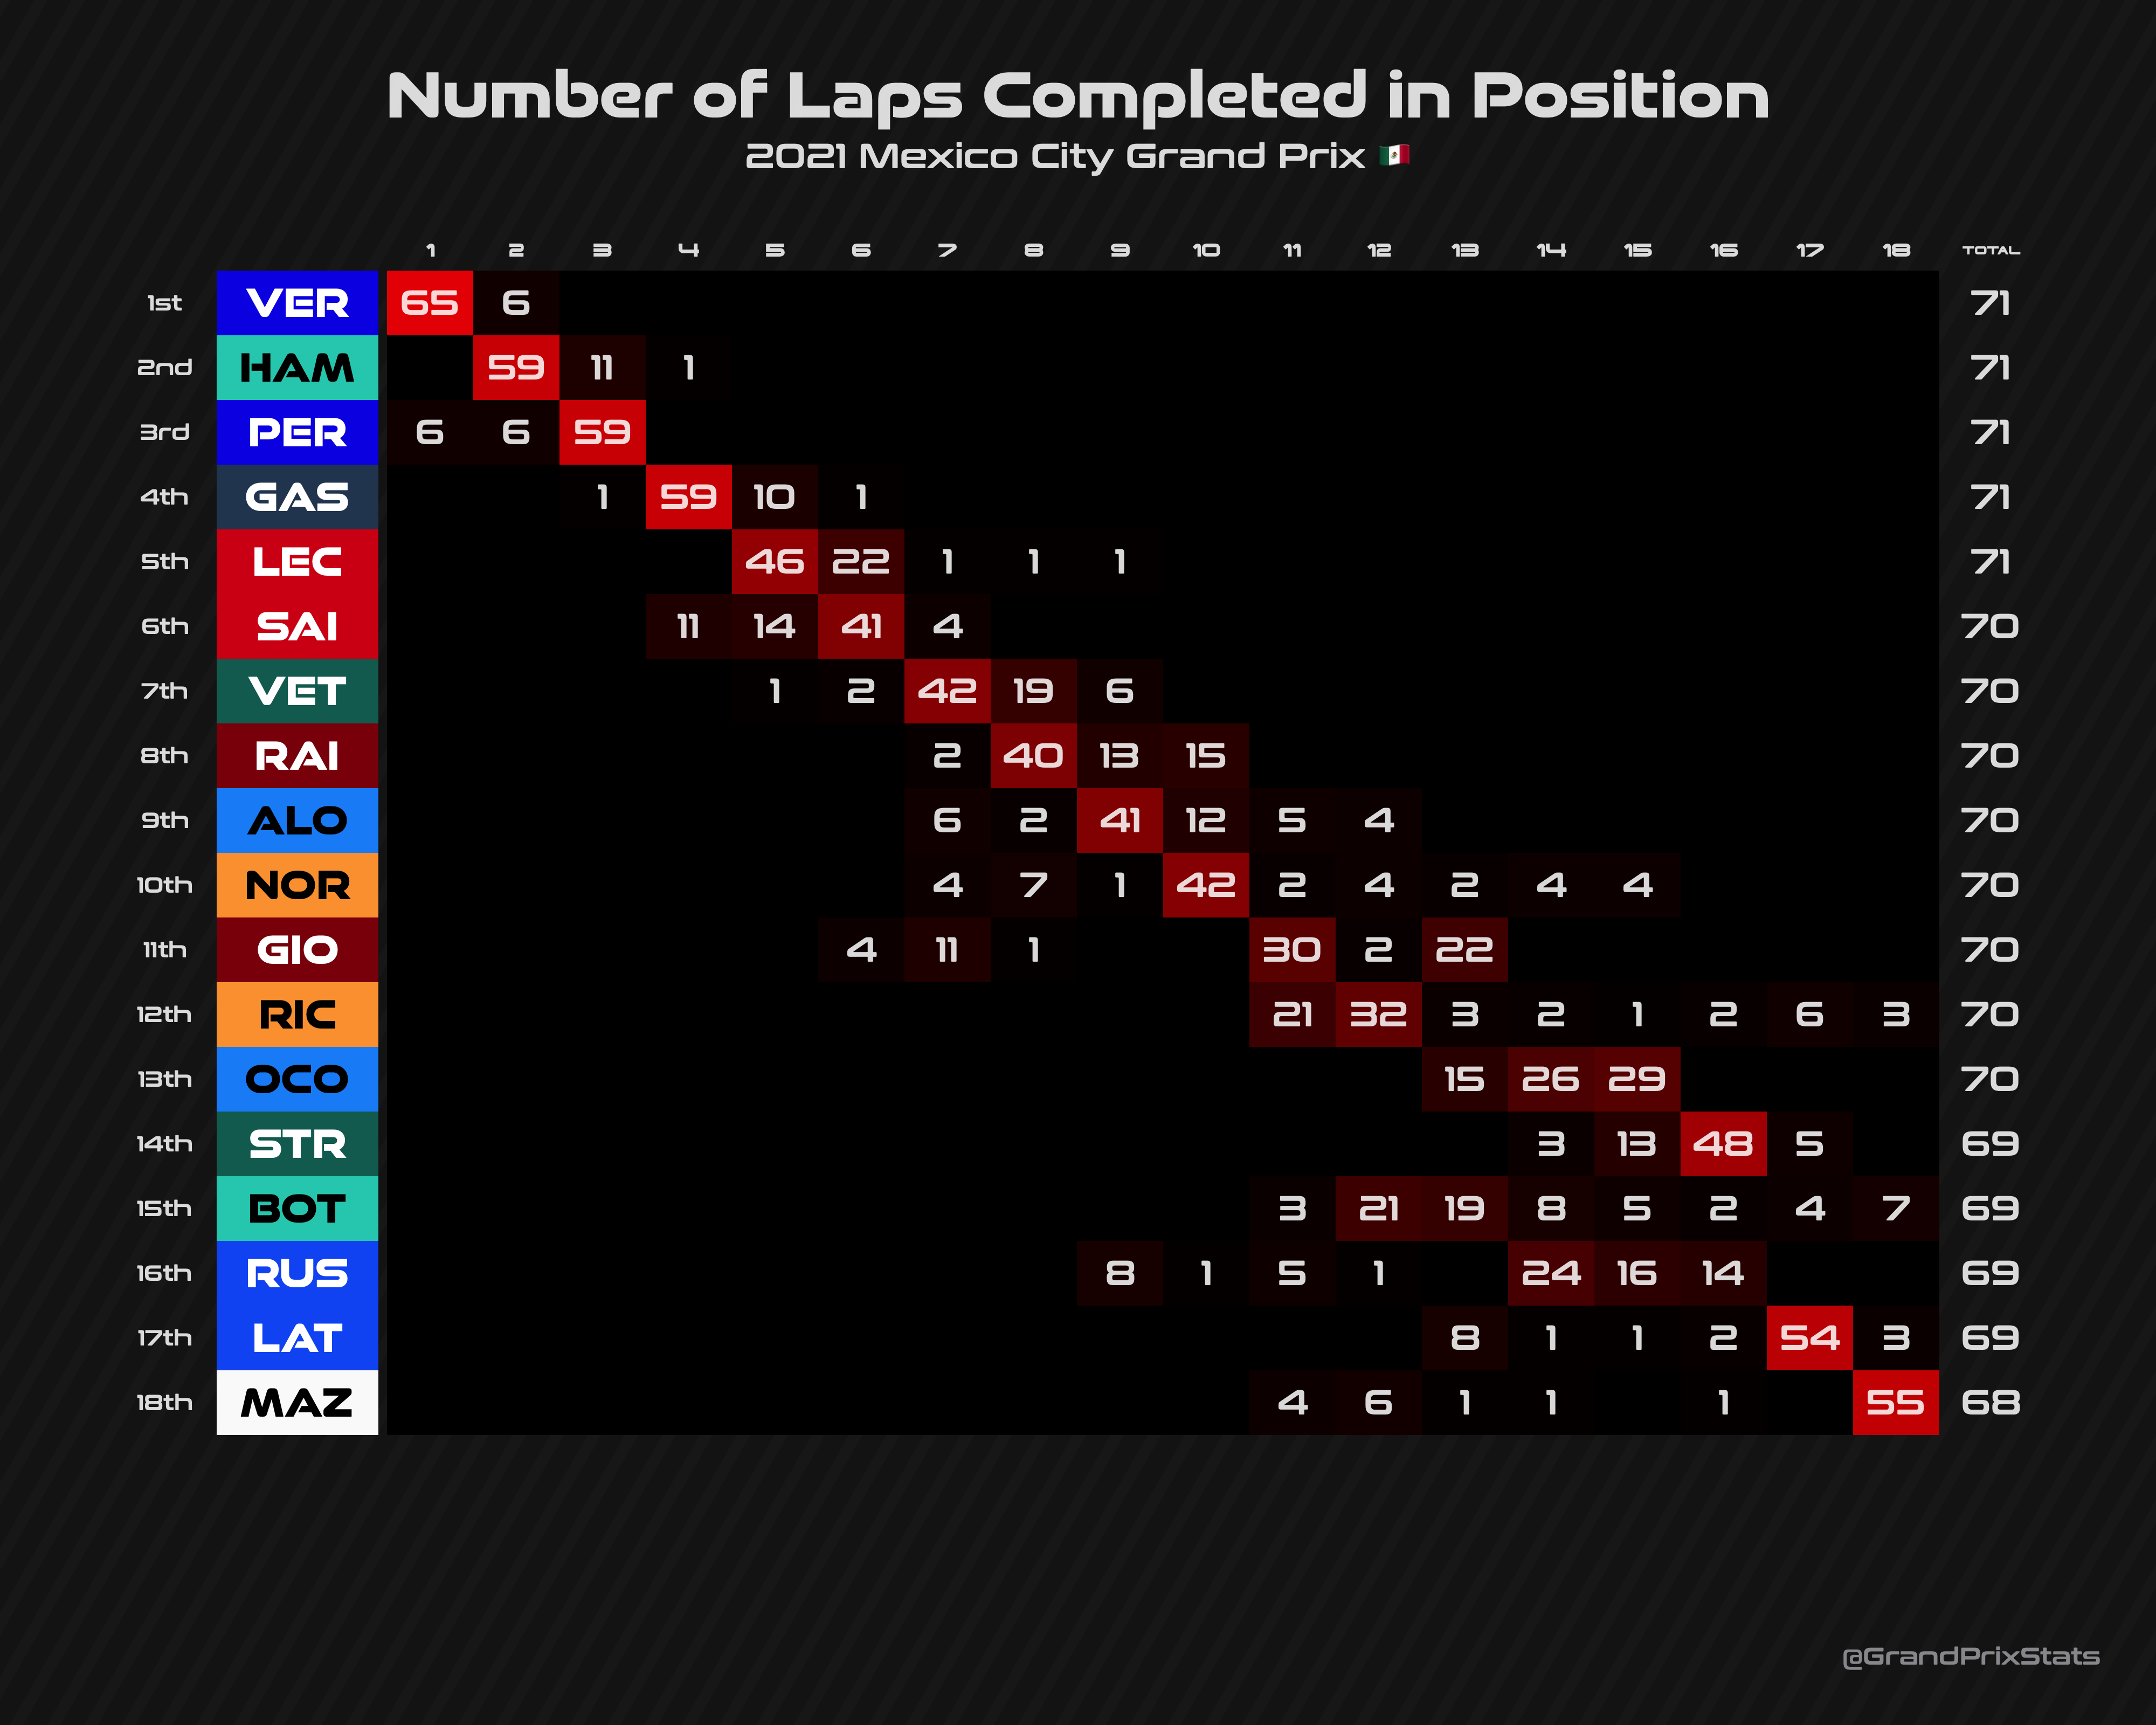 Number of Laps Completed in Position
2021 Mexico City Grand Prix 🇲🇽
1 2 3 4 5 6 7 8 9 10 11 12 13 14 15 16 17 18 TOTAL
1st VER 65 6 71
2nd HAM 59 11 1 71
3rd PER 6 6 59 71
4th GAS 1 59 10 1 71
5th LEC 46 22 1 1 1 71
6th SAI 11 14 41 4 70
7th VET 1 2 42 19 6 70
8th RAI 2 40 13 15 70
9th ALO 6 2 41 12 5 4 70
10th NOR 4 7 1 42 2 4 2 4 4 70
11th GIO 4 11 1 30 2 22 70
12th RIC 21 32 3 2 1 2 6 3 70
13th OCO 15 26 29 70
14th STR 3 13 48 5 69
15th BOT 3 21 19 8 5 2 4 7 69
16th RUS 8 1 5 1 24 16 14 69
17th LAT 8 1 1 2 54 3 69
18th MAZ 4 6 1 1 1 55 68
@GrandPrixStats